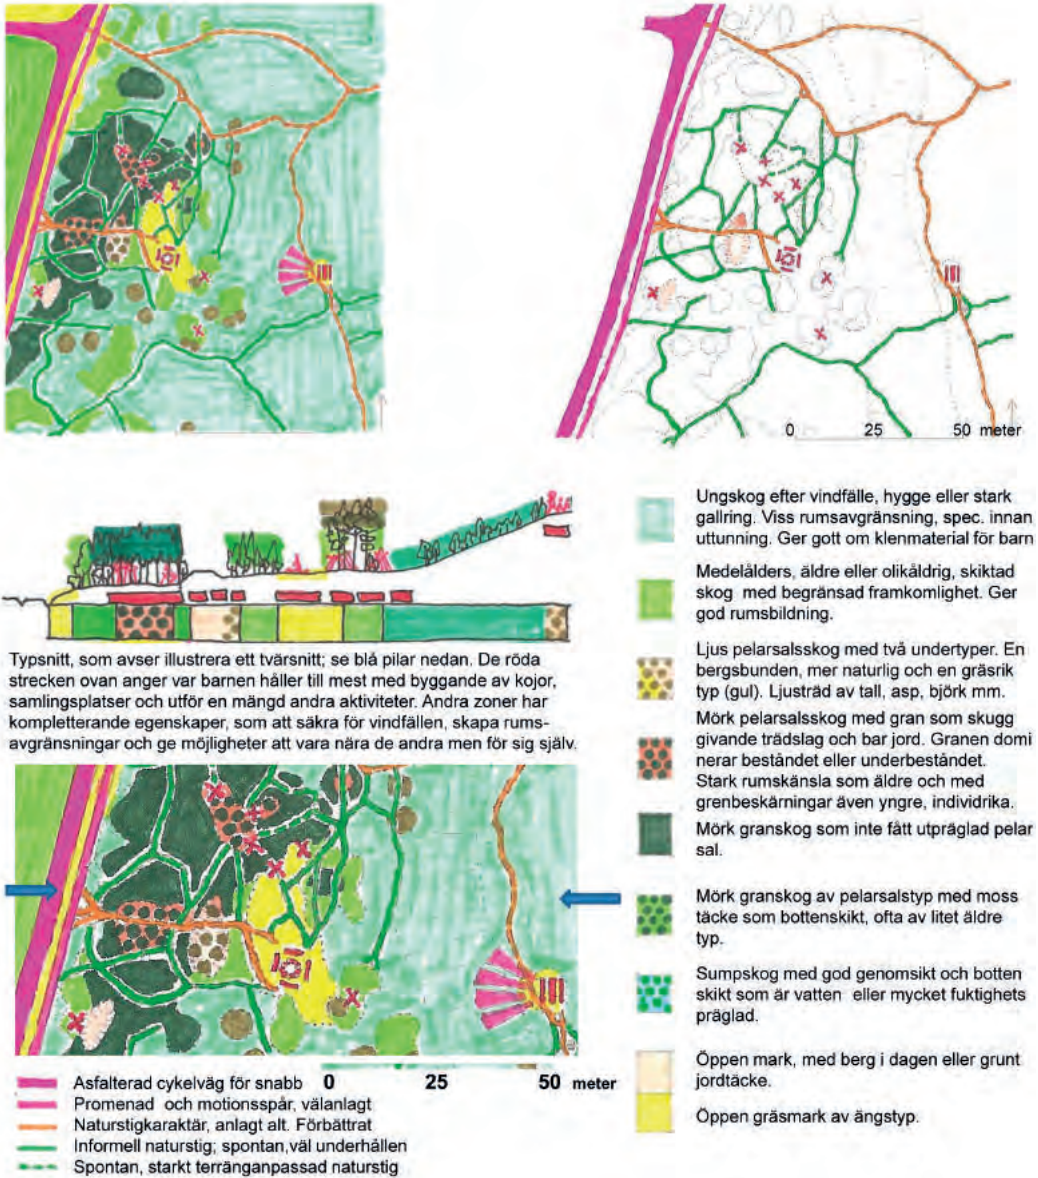 0 25 50 meter
Ungskog efter vindfälle, hygge eller stark
gallring. Viss rumsavgränsning, spec. innan
uttunning. Ger gott om klenmaterial för barn
Medelålders, äldre eller olikåldrig, skiktad
skog med begränsad framkomlighet. Ger
god rumsbildning.
Ljus pelarsalsskog med två undertyper. En
bergsbunden, mer naturlig och en gräsrik
typ (gul). Ljusträd av tall, asp, björk mm.
Mörk pelarsalsskog med gran som skugg
givande trädslag och bar jord. Granen domi
nerar beståndet eller underbeståndet.
Stark rumskänsla som äldre och med
grenbeskärningar även yngre, individrika.
Mörk granskog som inte fått utpräglad pelar
sal.
Mörk granskog av pelarsalstyp med moss
täcke som bottenskikt, ofta av litet äldre
typ.
Sumpskog med god genomsikt och botten
skikt som är vatten eller mycket fuktighets
präglad.
Öppen mark, med berg i dagen eller grunt
jordtäcke.
Öppen gräsmark av ängstyp.
Typsnitt, som avser illustrera ett tvärsnitt; se blå pilar nedan. De röda
strecken ovan anger var barnen håller till mest med byggande av kojor,
samlingsplatser och utför en mängd andra aktiviteter. Andra zoner har
kompletterande egenskaper, som att säkra för vindfällen, skapa rums-
avgränsningar och ge möjligheter att vara nära de andra men för sig själv.
0 25 50 meter
Asfalterad cykelväg för snabb
Promenad och motionsspår, välanlagt
Naturstigkaraktär, anlagt alt. Förbättrat
Informell naturstig; spontan,väl underhållen
Spontan, starkt terränganpassad naturstig